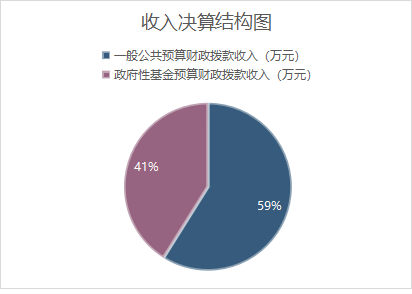 收入决算结构图
一般公共预算财政拨款收入（万元）
政府性基金预算财政拨款收入（万元）
41%
59%